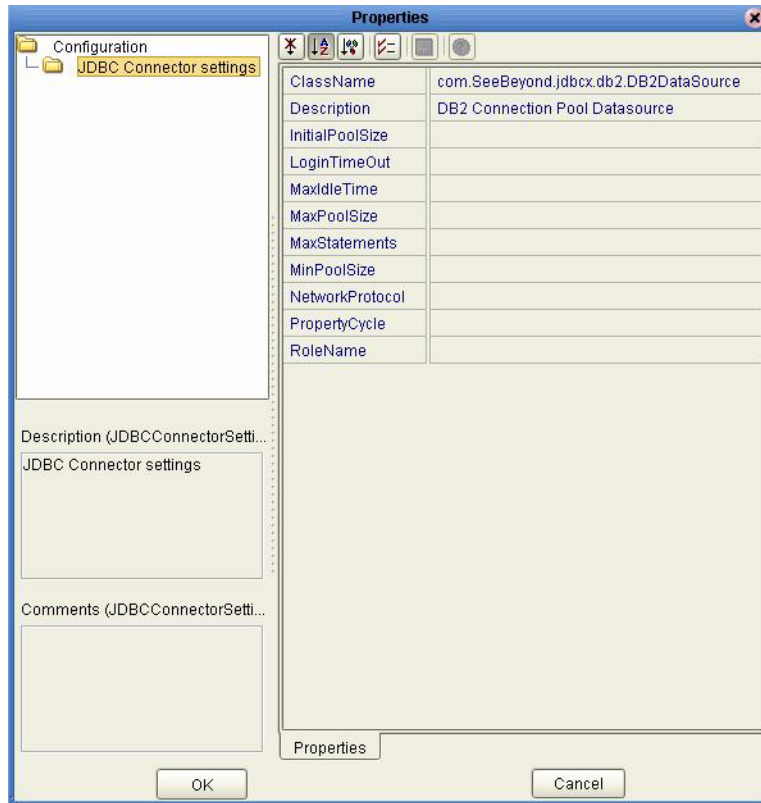 Properties
Configuration
JDBC Connector settings
ClassName com.SeeBeyond.jdbcx.db2.DB2DataSource
Description DB2 Connection Pool Datasource
InitialPoolSize
LoginTimeOut
MaxIdleTime
MaxPoolSize
MaxStatements
MinPoolSize
NetworkProtocol
PropertyCycle
RoleName
Description (JDBCConnectorSetti...
JDBC Connector settings
Comments (JDBCConnectorSetti...
Properties
OK
Cancel